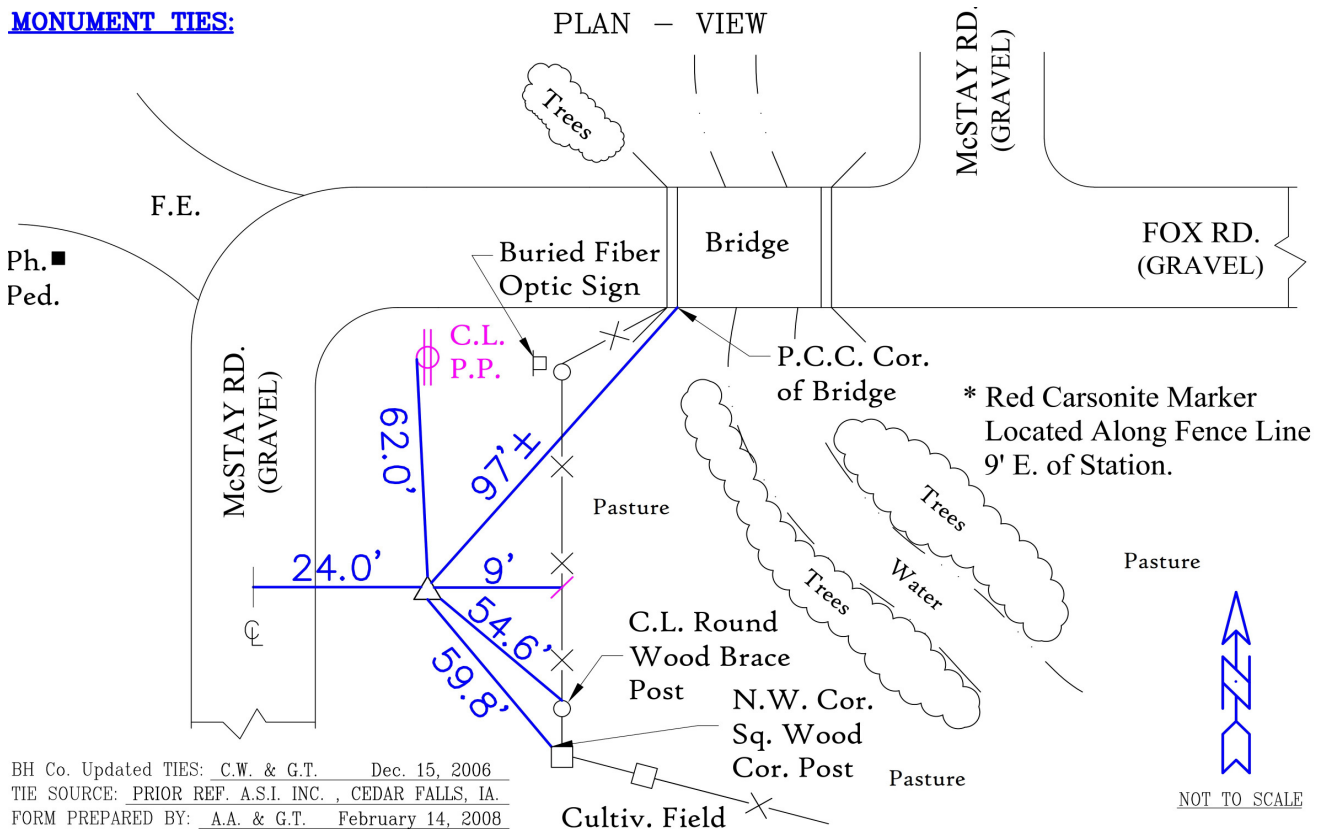 MONUMENT TIES:
PLAN - VIEW
McSTAY RD.
(GRAVEL)
Trees
F.E.
Ph.
Ped.
Buried Fiber
Optic Sign
Bridge
FOX RD.
(GRAVEL)
C.L.
P.P.
P.C.C. Cor.
of Bridge
McSTAY RD.
(GRAVEL)
* Red Carsonite Marker
Located Along Fence Line
9' E. of Station.
62.0'
97'±
Pasture
Trees
Water
Trees
Pasture
24.0'
9'
54.6'
59.8'
℄
C.L. Round
Wood Brace
Post
N.W. Cor.
Sq. Wood
Cor. Post
Pasture
N
BH Co. Updated TIES: C.W. & G.T. Dec. 15, 2006
TIE SOURCE: PRIOR REF. A.S.I. INC. , CEDAR FALLS, IA.
FORM PREPARED BY: A.A. & G.T. February 14, 2008
Cultiv. Field
NOT TO SCALE